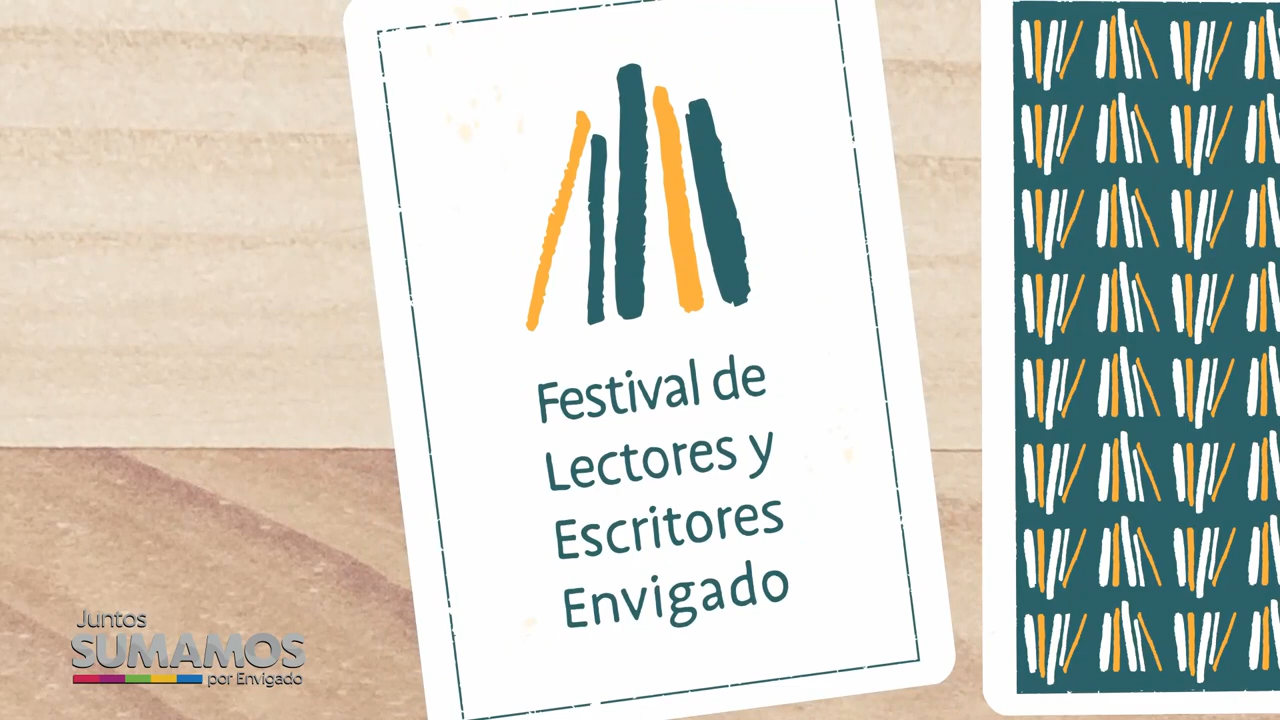 Festival de
Lectores y
Escritores
Envigado
Juntos
SUMAMOS
por Envigado